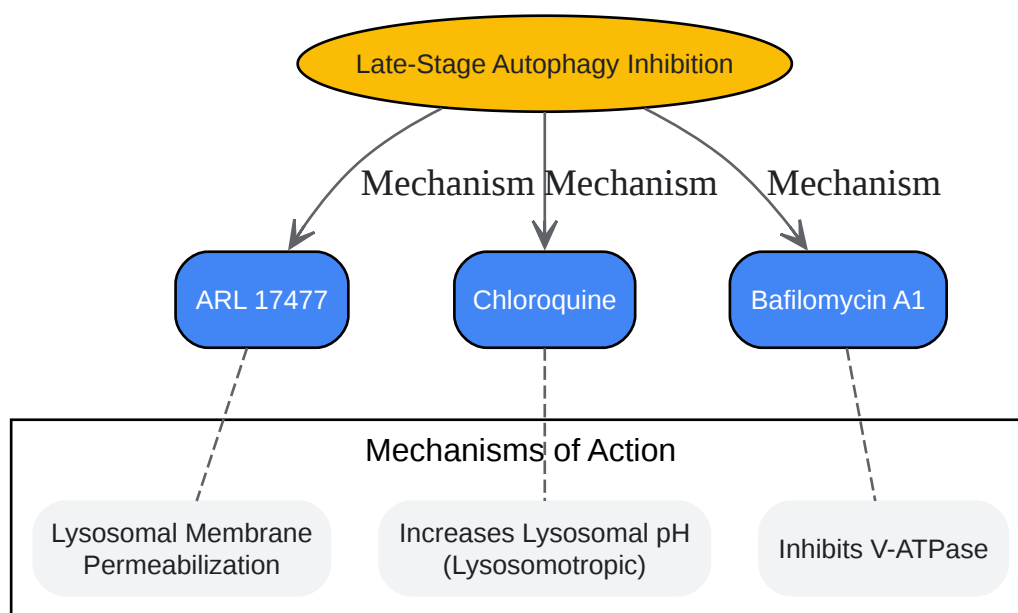 Late-Stage Autophagy Inhibition
Mechanism
Mechanism
Mechanism
ARL 17477
Chloroquine
Bafilomycin A1
Mechanisms of Action
Lysosomal Membrane
Permeabilization
Increases Lysosomal pH
(Lysosomotropic)
Inhibits V-ATPase